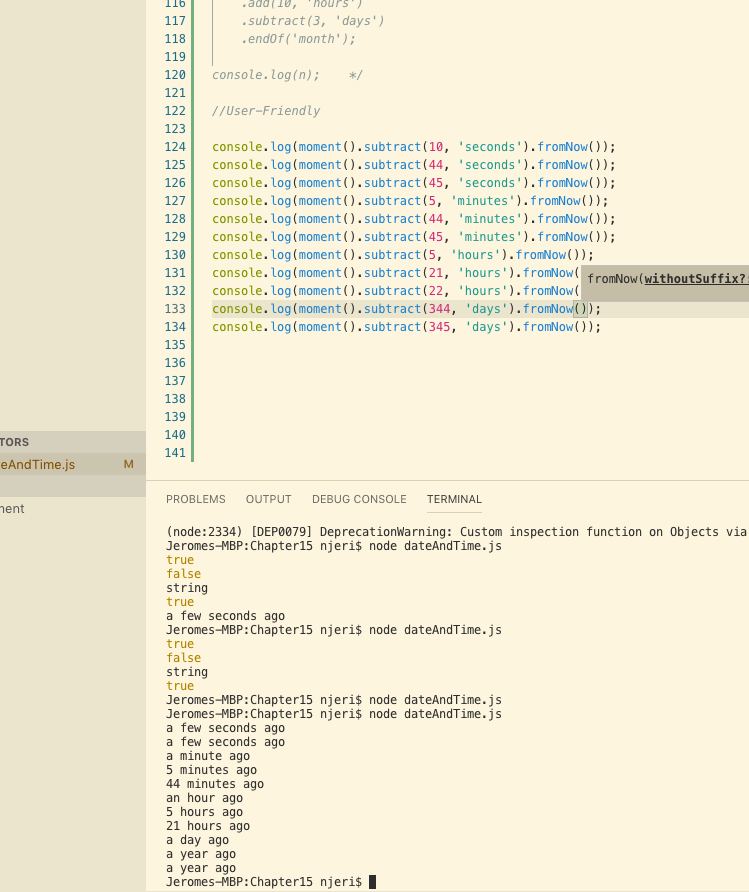 116     .add(10, 'hours')
117     .subtract(3, 'days')
118     .endOf('month');
119
120 console.log(n);    */
121
122 //User-Friendly
123
124 console.log(moment().subtract(10, 'seconds').fromNow());
125 console.log(moment().subtract(44, 'seconds').fromNow());
126 console.log(moment().subtract(45, 'seconds').fromNow());
127 console.log(moment().subtract(5, 'minutes').fromNow());
128 console.log(moment().subtract(44, 'minutes').fromNow());
129 console.log(moment().subtract(45, 'minutes').fromNow());
130 console.log(moment().subtract(5, 'hours').fromNow());
131 console.log(moment().subtract(21, 'hours').fromNow(
fromNow(withoutSuffix?:
132 console.log(moment().subtract(22, 'hours').fromNow(
133 console.log(moment().subtract(344, 'days').fromNow());
134 console.log(moment().subtract(345, 'days').fromNow());
135
136
137
138
139
140
141
TORS
eAndTime.js M
ment
PROBLEMS OUTPUT DEBUG CONSOLE TERMINAL
(node:2334) [DEP0079] DeprecationWarning: Custom inspection function on Objects via
Jeromes-MBP:Chapter15 njeri$ node dateAndTime.js
true
false
string
true
a few seconds ago
Jeromes-MBP:Chapter15 njeri$ node dateAndTime.js
true
false
string
true
Jeromes-MBP:Chapter15 njeri$ node dateAndTime.js
Jeromes-MBP:Chapter15 njeri$ node dateAndTime.js
a few seconds ago
a few seconds ago
a minute ago
5 minutes ago
44 minutes ago
an hour ago
5 hours ago
21 hours ago
a day ago
a year ago
a year ago
Jeromes-MBP:Chapter15 njeri$